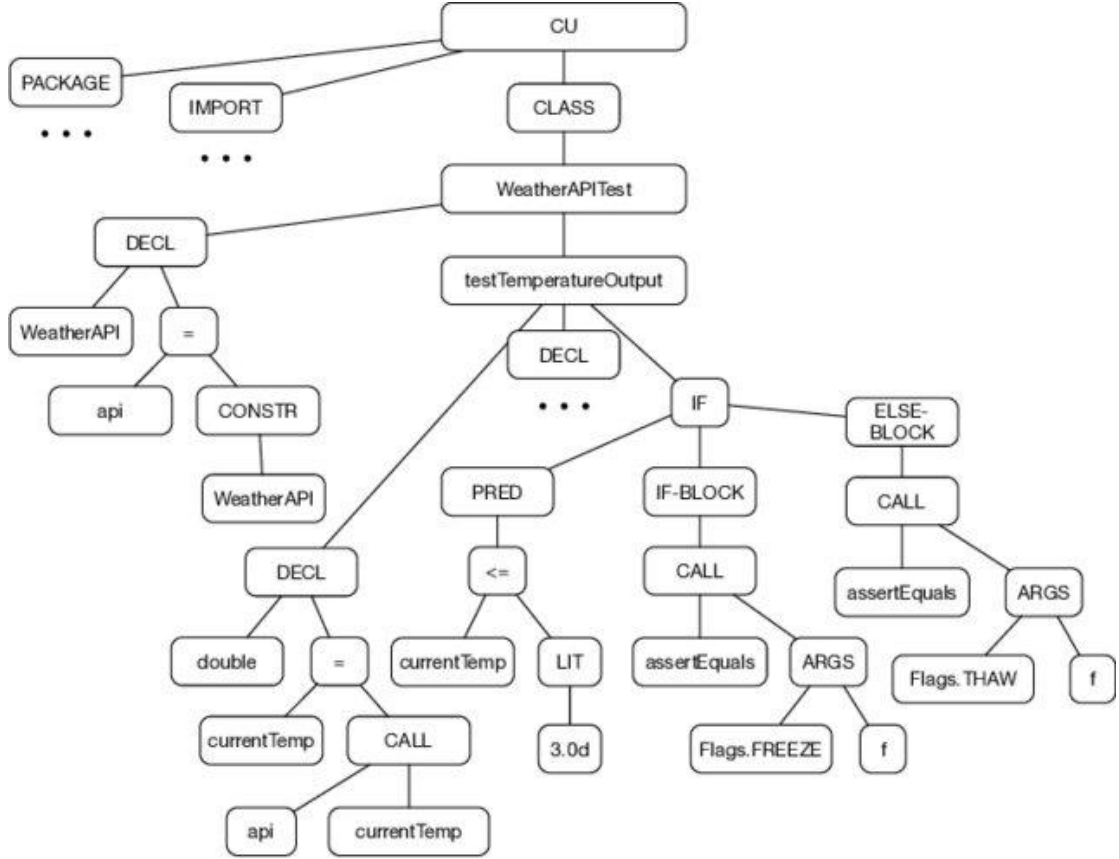 CU
PACKAGE
IMPORT
CLASS
• • •
• • •
WeatherAPITest
DECL
testTemperatureOutput
WeatherAPI
=
DECL
• • •
api
CONSTR
IF
ELSE-
BLOCK
WeatherAPI
PRED
IF-BLOCK
CALL
DECL
<=
CALL
assertEquals
ARGS
double
=
currentTemp
LIT
assertEquals
ARGS
Flags.THAW
f
currentTemp
CALL
3.0d
Flags.FREEZE
f
api
currentTemp